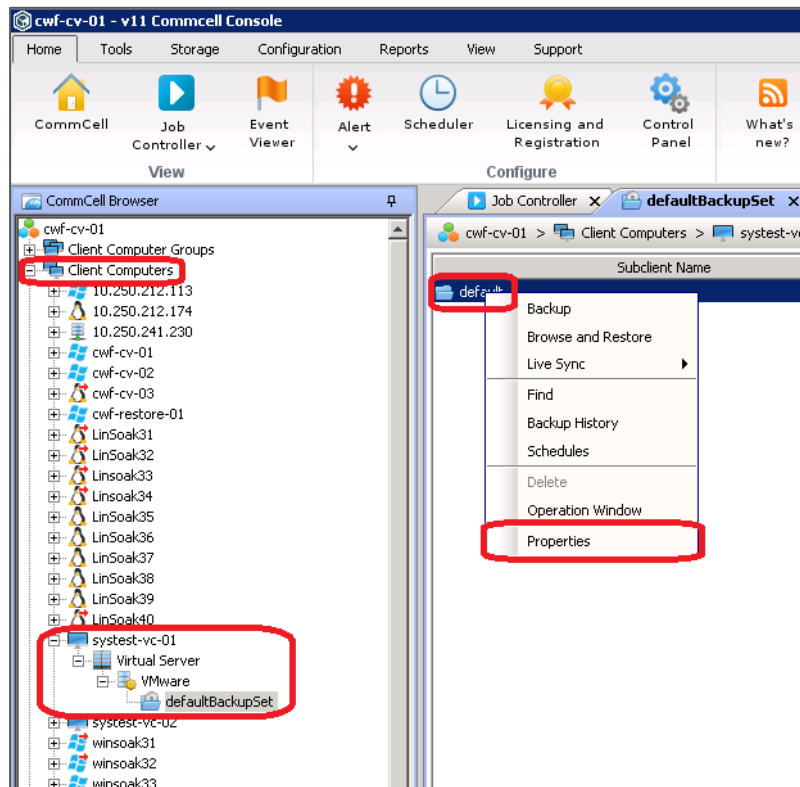 cwf-cv-01 - v11 Commcell Console
Home Tools Storage Configuration Reports View Support
CommCell
Job Controller
Event Viewer
Alert
Scheduler
Licensing and Registration
Control Panel
What's new?
View
Configure
CommCell Browser
Job Controller
defaultBackupSet
cwf-cv-01
cwf-cv-01 > Client Computers >
Client Computer Groups
Client Computers
10.250.212.113
10.250.212.174
10.250.241.230
cwf-cv-01
cwf-cv-02
cwf-cv-03
cwf-restore-01
LinSoak31
LinSoak32
Linsoak33
Linsoak34
LinSoak35
LinSoak36
LinSoak37
LinSoak38
LinSoak39
LinSoak40
systest-vc-01
Virtual Server
VMware
defaultBackupSet
systest-vc-02
winsoak31
winsoak32
winsoak33
Subclient Name
default
Backup
Browse and Restore
Live Sync
Find
Backup History
Schedules
Delete
Operation Window
Properties